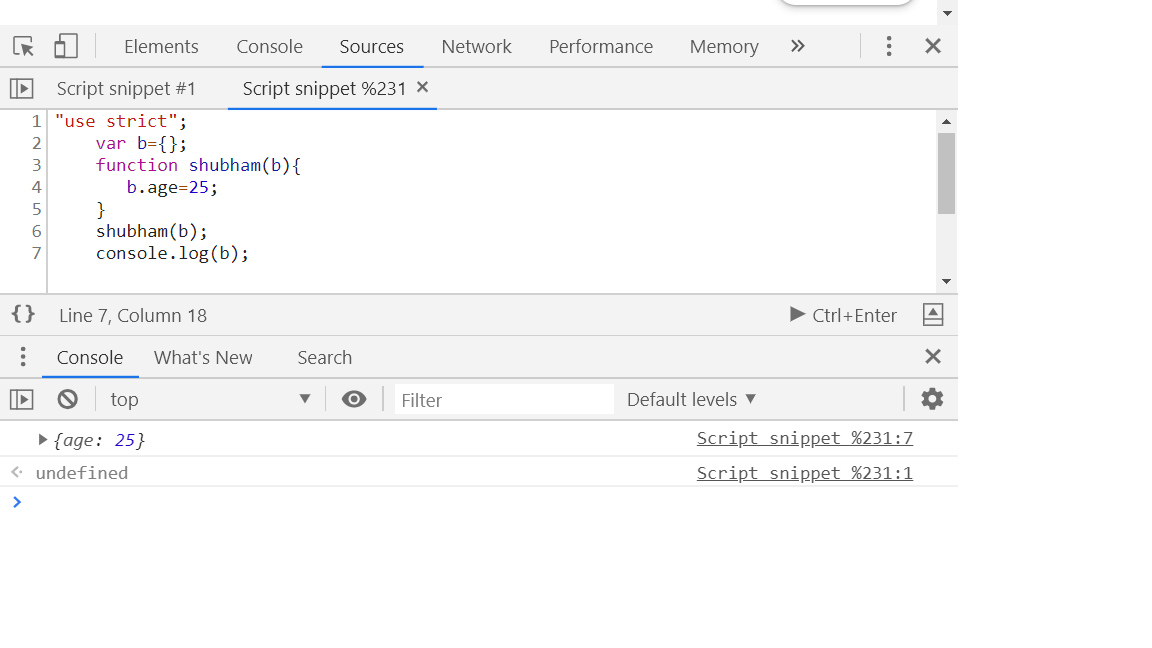 Elements Console Sources Network Performance Memory »
Script snippet #1 Script snippet %231 ×
1 "use strict";
2 var b={};
3 function shubham(b){
4 b.age=25;
5 }
6 shubham(b);
7 console.log(b);
{} Line 7, Column 18 Ctrl+Enter
Console What's New Search
top Filter Default levels
{age: 25} Script snippet %231:7
undefined Script snippet %231:1